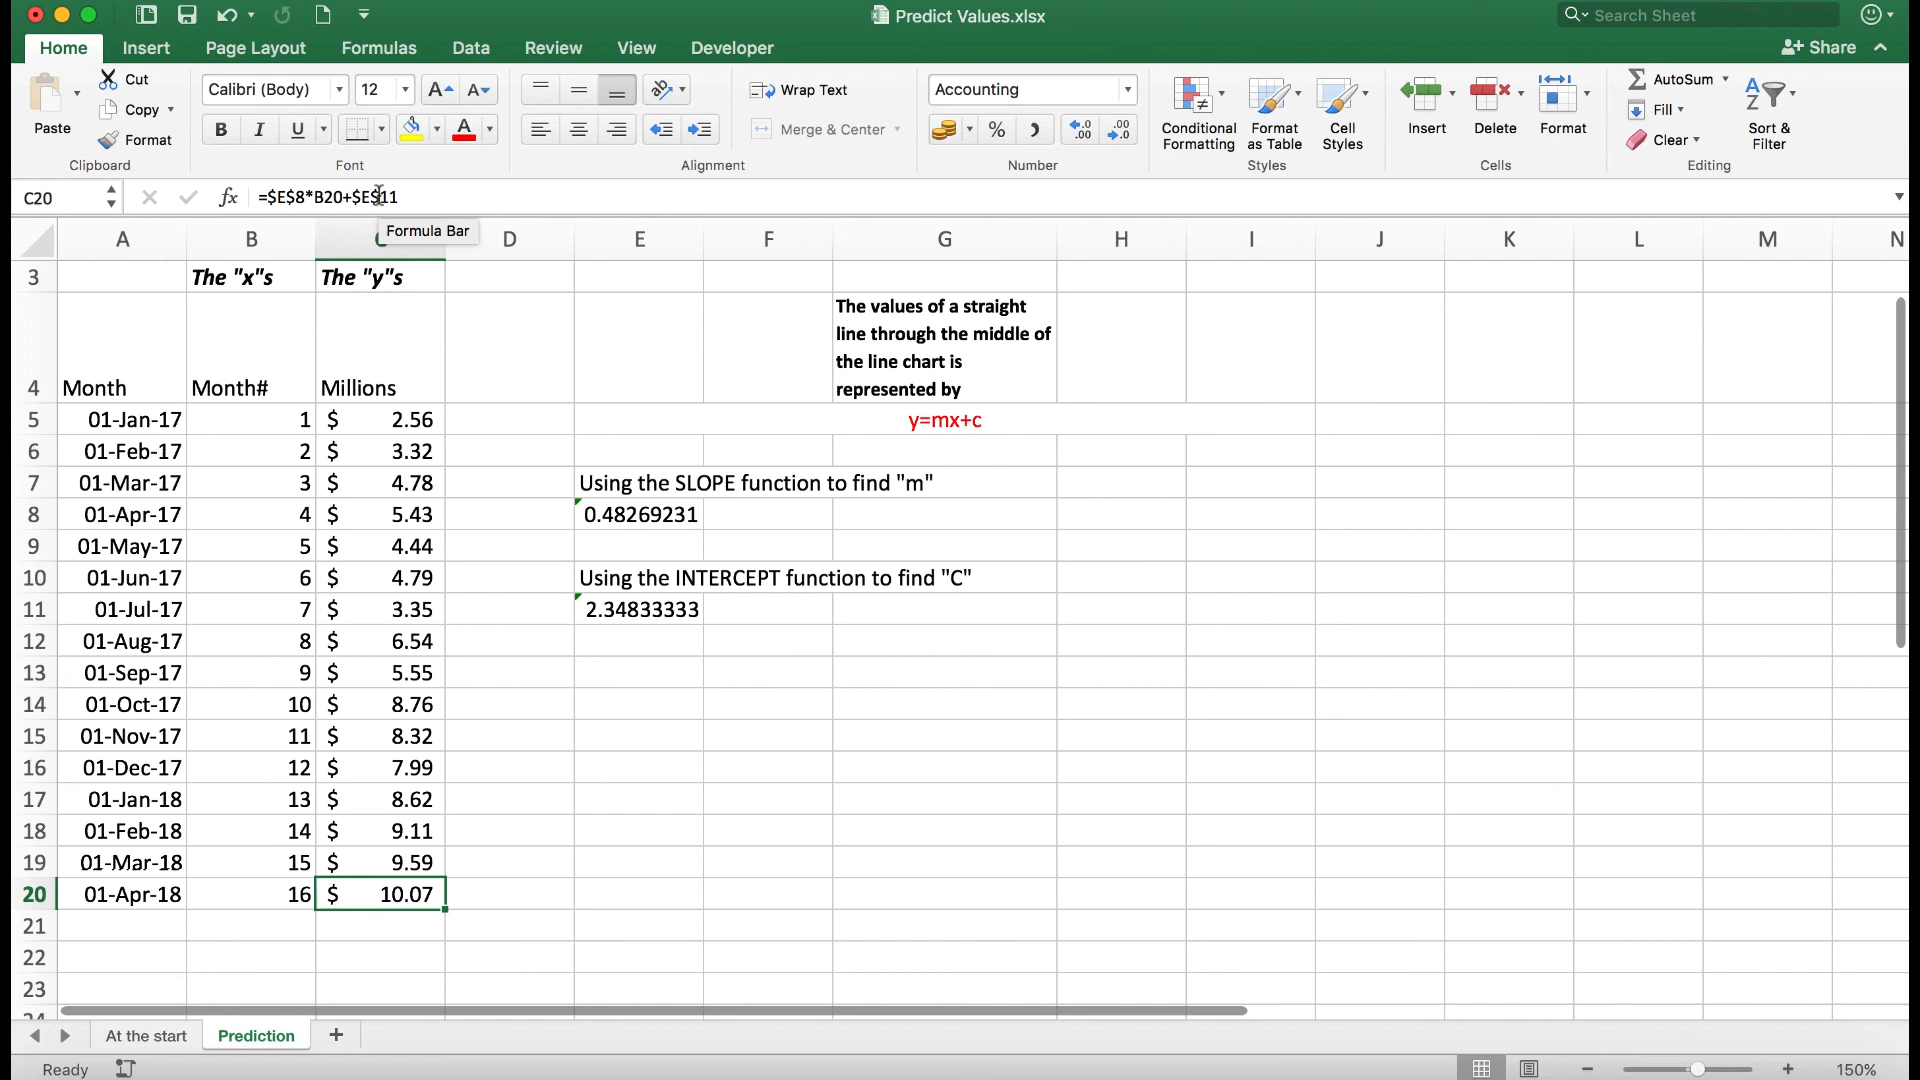 Predict Values.xlsx
Search Sheet
Home Insert Page Layout Formulas Data Review View Developer
Share
Paste
Cut
Copy
Format
Clipboard
Calibri (Body) 12
A A
B I U A
Font
Wrap Text
Merge & Center
Alignment
Accounting
% .0 .00 .00 .0
Number
Conditional Formatting
Format as Table
Cell Styles
Styles
Insert Delete Format
Cells
AutoSum
Fill
Clear
Sort & Filter
Editing
C20 fx =$E$8*B20+$E$11
Formula Bar
A B C D E F G H I J K L M N
3 The "x"s The "y"s
The values of a straight
line through the middle of
the line chart is
4 Month Month# Millions represented by
5 01-Jan-17 1 $ 2.56 y=mx+c
6 01-Feb-17 2 $ 3.32
7 01-Mar-17 3 $ 4.78 Using the SLOPE function to find "m"
8 01-Apr-17 4 $ 5.43 0.48269231
9 01-May-17 5 $ 4.44
10 01-Jun-17 6 $ 4.79 Using the INTERCEPT function to find "C"
11 01-Jul-17 7 $ 3.35 2.34833333
12 01-Aug-17 8 $ 6.54
13 01-Sep-17 9 $ 5.55
14 01-Oct-17 10 $ 8.76
15 01-Nov-17 11 $ 8.32
16 01-Dec-17 12 $ 7.99
17 01-Jan-18 13 $ 8.62
18 01-Feb-18 14 $ 9.11
19 01-Mar-18 15 $ 9.59
20 01-Apr-18 16 $ 10.07
21
22
23
24
At the start Prediction +
Ready 150%